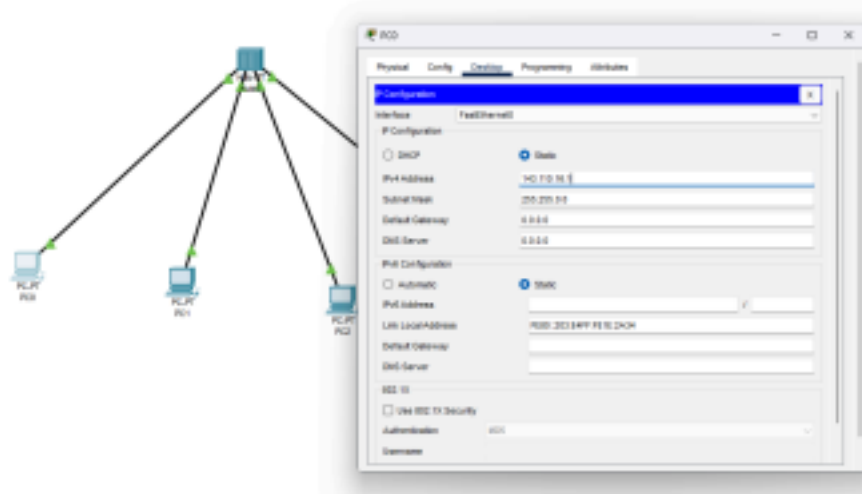 PC-PT
PC0
PC-PT
PC1
PC-PT
PC2
PC0
Physical Config Desktop Programming Attributes
IP Configuration X
Interface FastEthernet0
IP Configuration
DHCP Static
IPv4 Address
Subnet Mask 255.255.0.0
Default Gateway 0.0.0.0
DNS Server 0.0.0.0
IPv6 Configuration
Automatic Static
IPv6 Address /
Link Local Address
Default Gateway
DNS Server
802.1X
Use 802.1X Security
Authentication MD5
Username